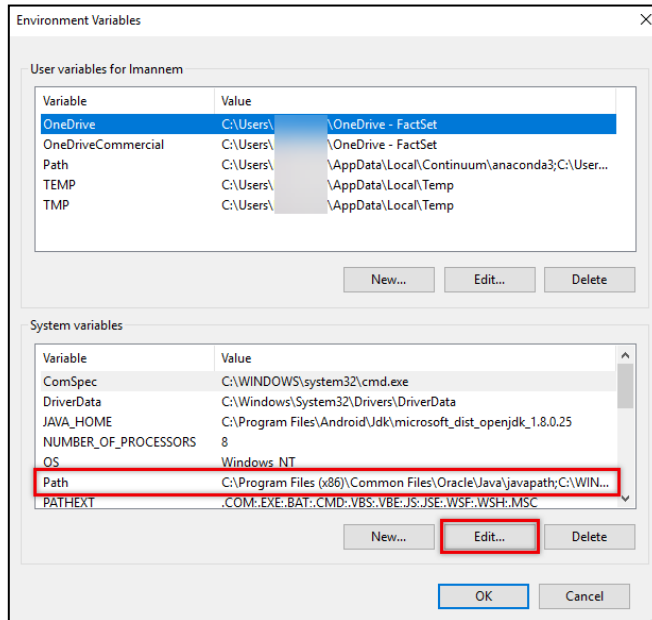 Environment Variables
User variables for lmannem
Variable Value
OneDrive C:\Users\ \OneDrive - FactSet
OneDriveCommercial C:\Users\ \OneDrive - FactSet
Path C:\Users\ \AppData\Local\Continuum\anaconda3;C:\User...
TEMP C:\Users\ \AppData\Local\Temp
TMP C:\Users\ \AppData\Local\Temp
New... Edit... Delete
System variables
Variable Value
ComSpec C:\WINDOWS\system32\cmd.exe
DriverData C:\Windows\System32\Drivers\DriverData
JAVA_HOME C:\Program Files\Android\Jdk\microsoft_dist_openjdk_1.8.0.25
NUMBER_OF_PROCESSORS 8
OS Windows_NT
Path C:\Program Files (x86)\Common Files\Oracle\Java\javapath;C:\WIN...
PATHEXT .COM;.EXE;.BAT;.CMD;.VBS;.VBE;.JS;.JSE;.WSF;.WSH;.MSC
New... Edit... Delete
OK Cancel